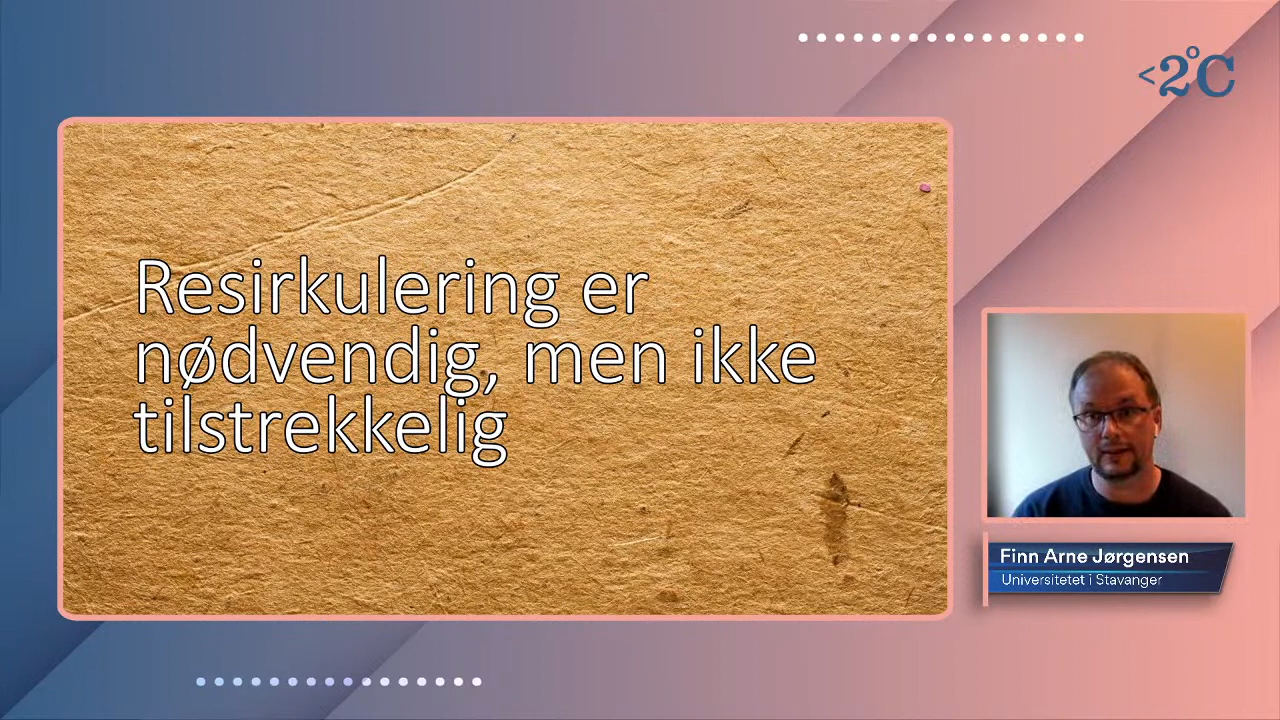 <2°C
Resirkulering er
nødvendig, men ikke
tilstrekkelig
Finn Arne Jørgensen
Universitetet i Stavanger